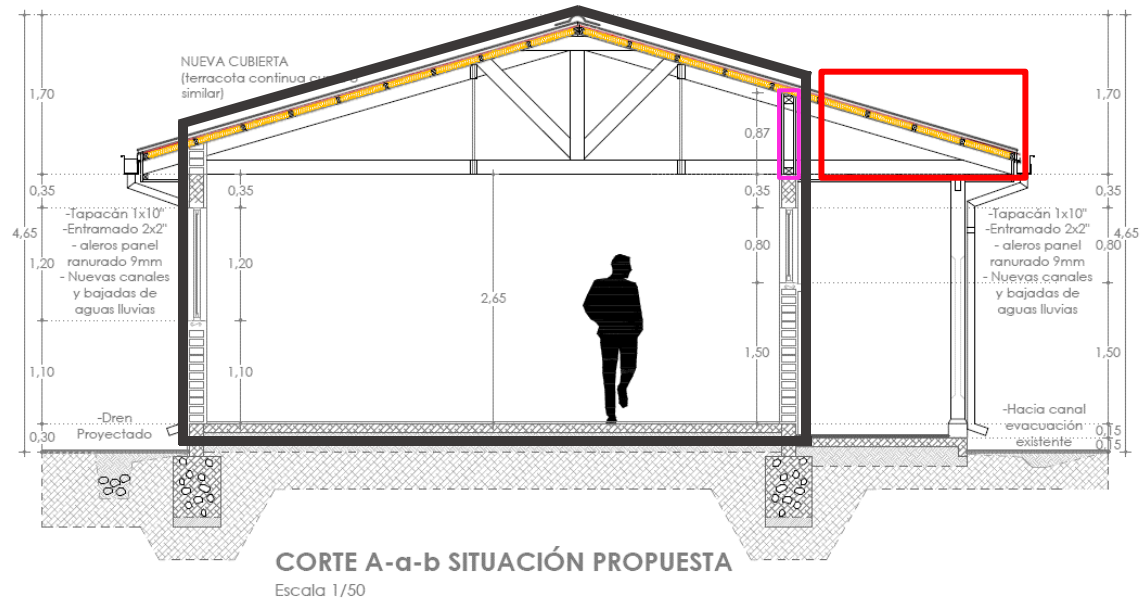 NUEVA CUBIERTA
(terracota continua
similar)
1,70
1,70
0,87
0,35
0,35
0,35
0,35
-Tapacán 1x10"
-Entramado 2x2"
- aleros panel
ranurado 9mm
- Nuevas canales
y bajadas de
aguas lluvias
4,65
1,20
1,20
2,65
0,80
-Tapacán 1x10"
-Entramado 2x2"
- aleros panel
ranurado 9mm
- Nuevas canales
y bajadas de
aguas lluvias
4,65
0,80
1,10
1,10
1,50
1,50
-Dren
Proyectado
0,30
-Hacia canal
evacuación
existente
0,15
0,15
CORTE A-a-b SITUACIÓN PROPUESTA
Escala 1/50